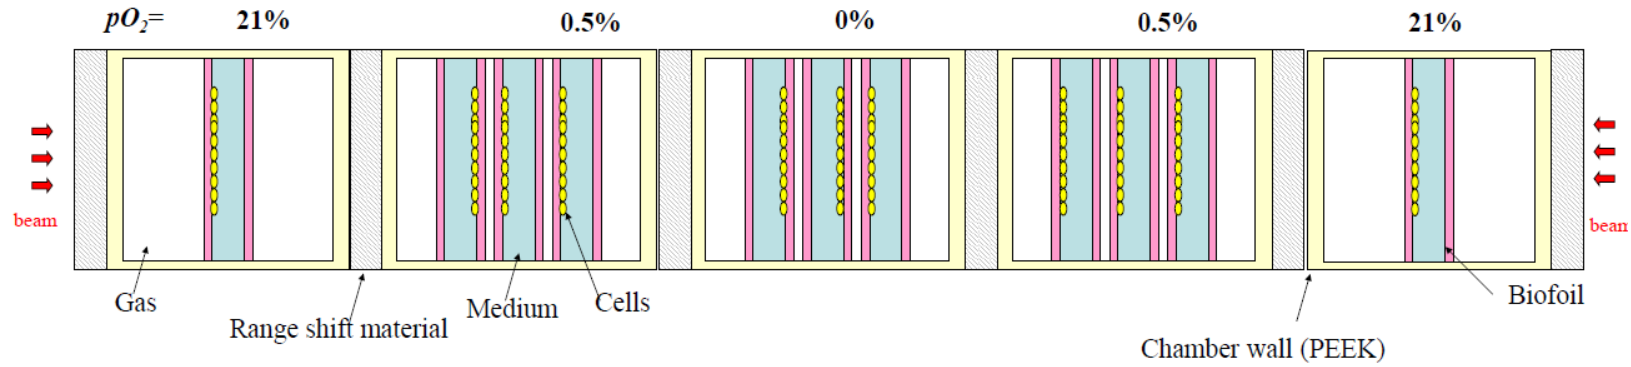 pO2= 21% 0.5% 0% 0.5% 21%
beam
beam
Gas
Range shift material
Medium
Cells
Chamber wall (PEEK)
Biofoil